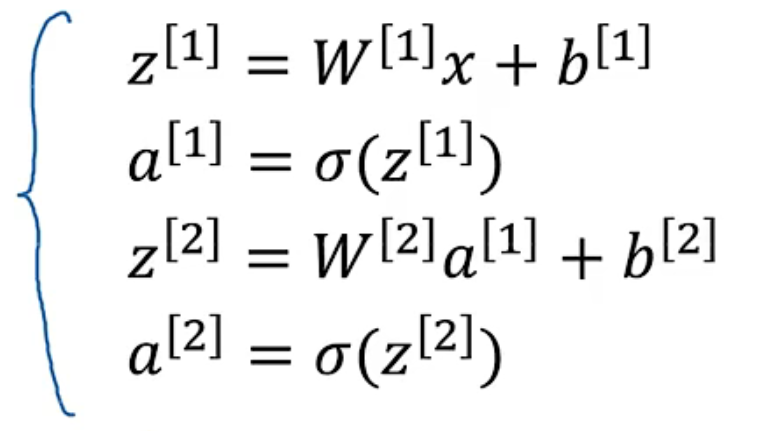 z^[1] = W^[1]x + b^[1]
a^[1] = σ(z^[1])
z^[2] = W^[2]a^[1] + b^[2]
a^[2] = σ(z^[2])